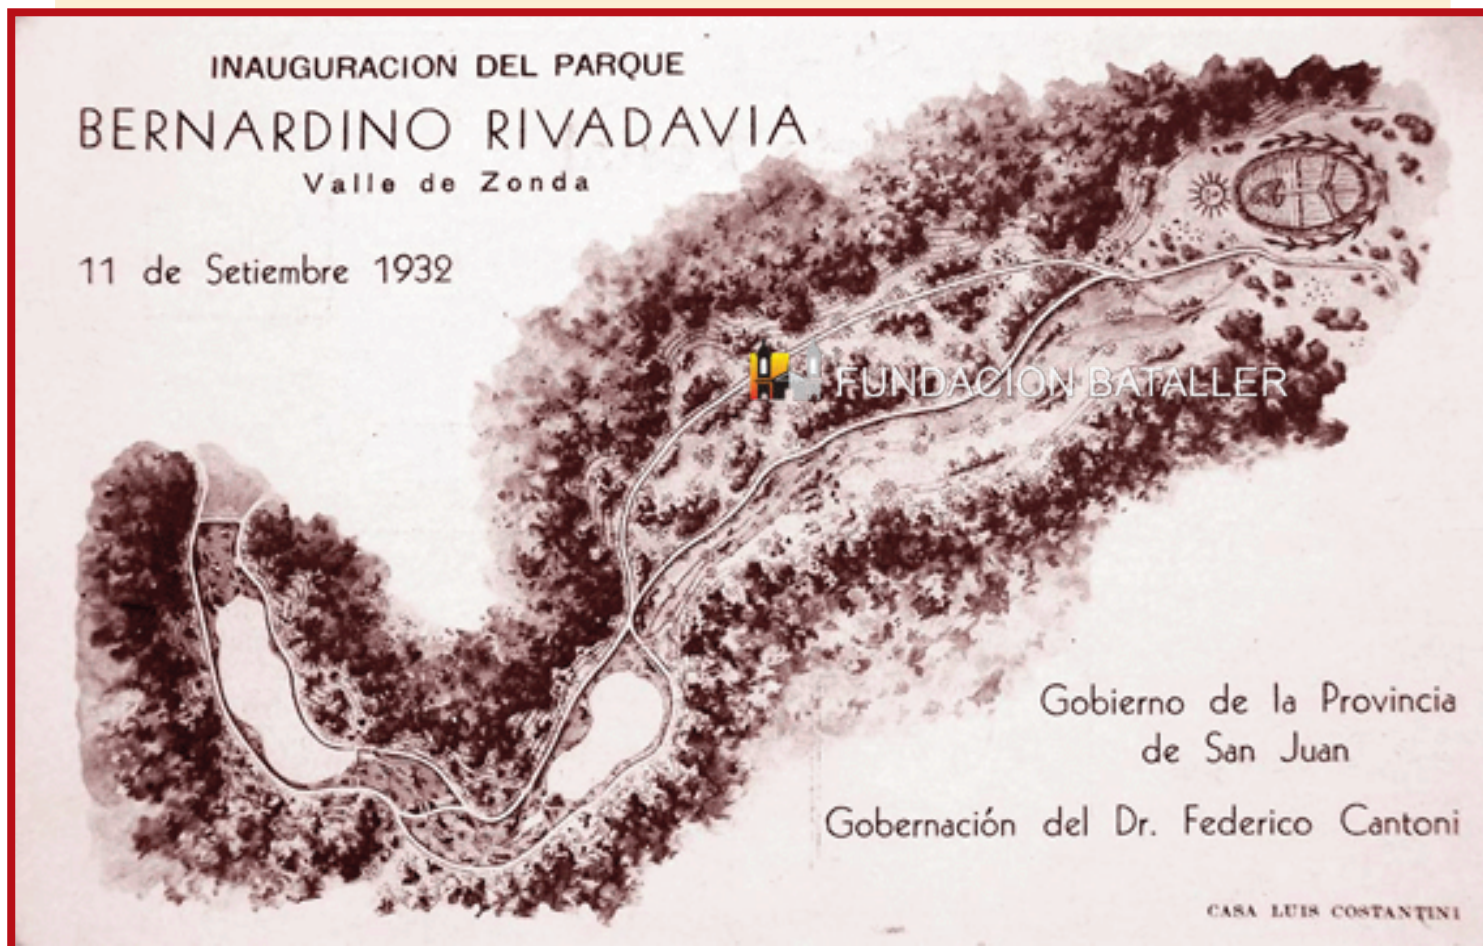 INAUGURACION DEL PARQUE
BERNARDINO RIVADAVIA
Valle de Zonda
11 de Setiembre 1932
FUNDACION BATALLER
Gobierno de la Provincia
de San Juan
Gobernación del Dr. Federico Cantoni
CASA LUIS COSTANTINI